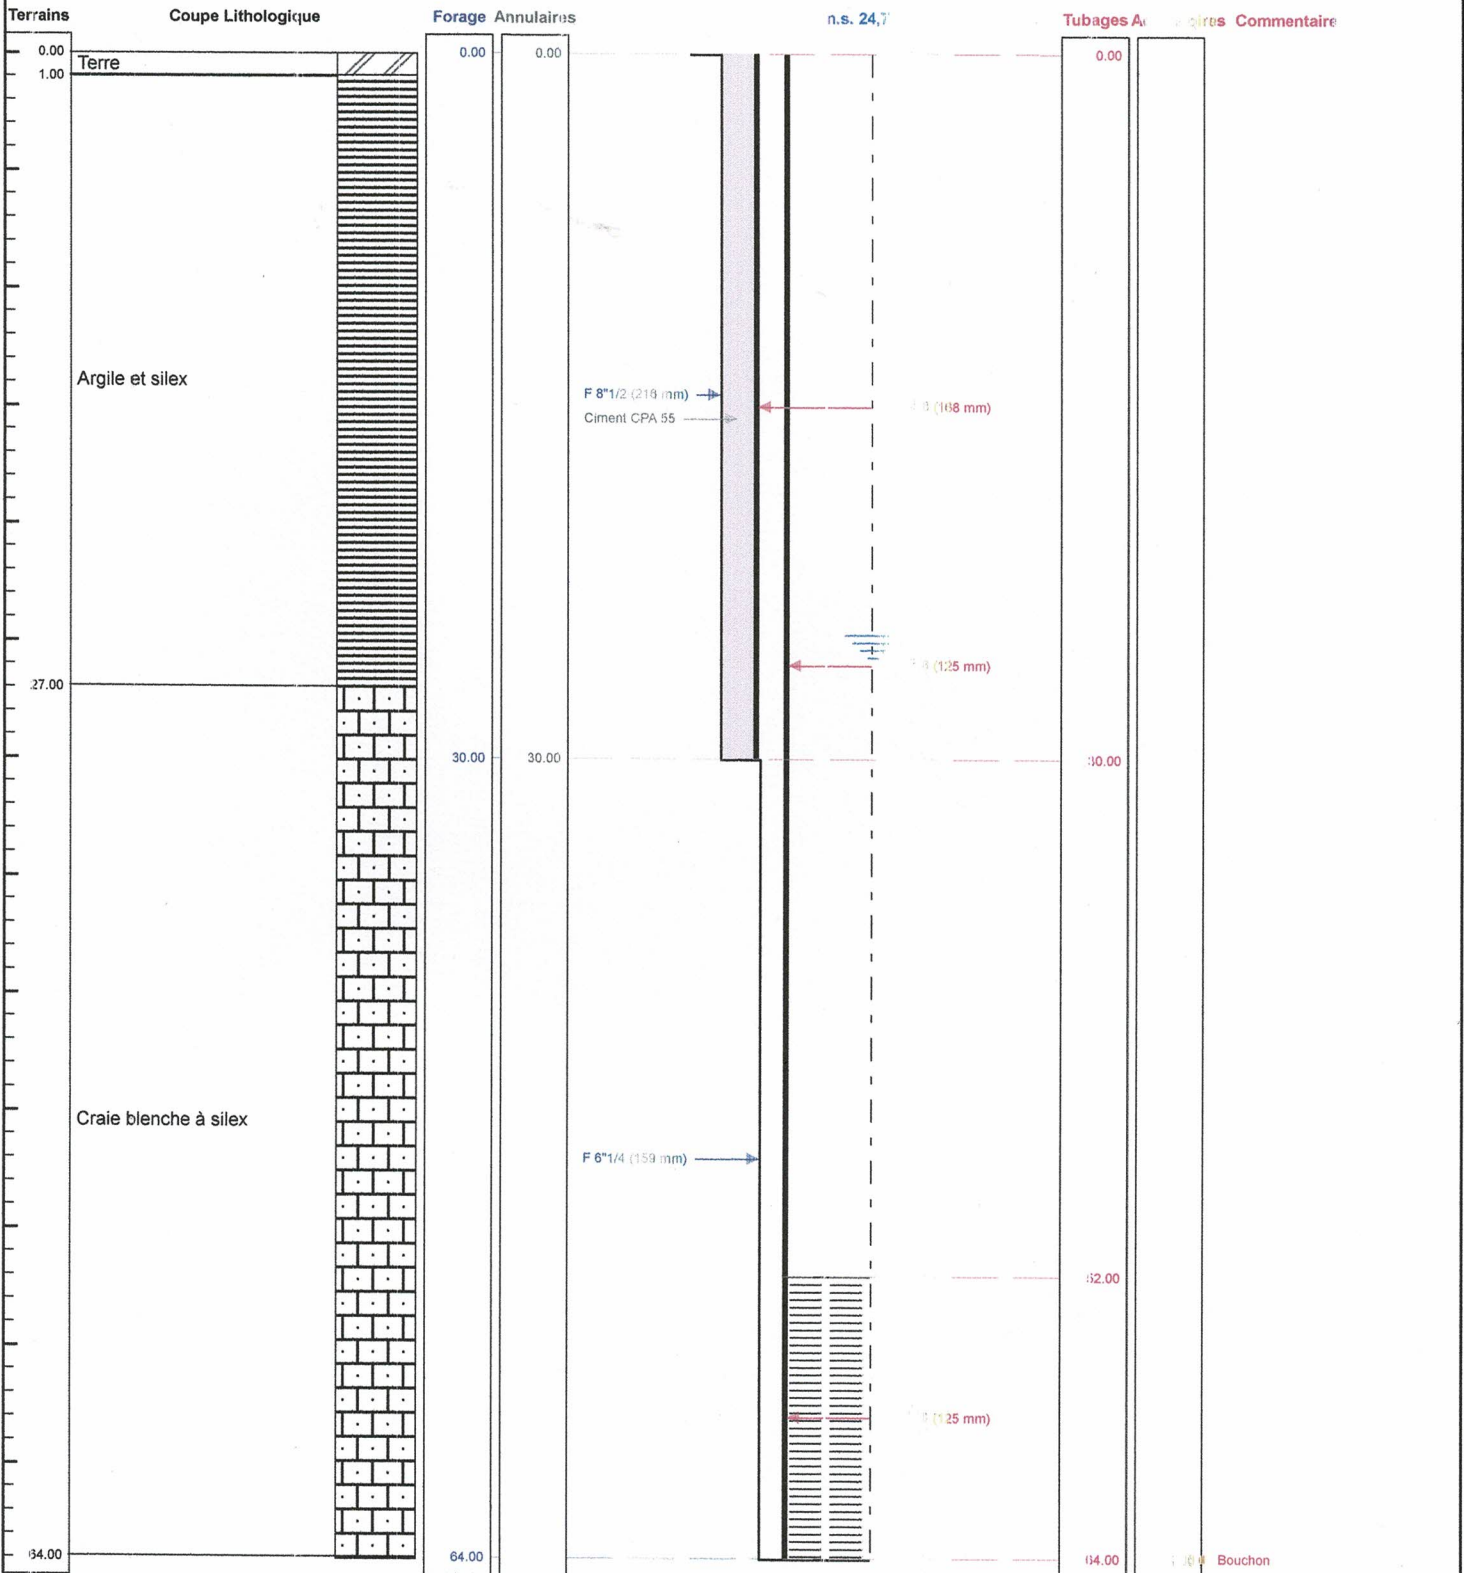 Terrains Coupe Lithologique Forage Annulaires n.s. 24,7 Tubages Commentaire
0.00 0.00 0.00 0.00
Terre
1.00
Argile et silex
F 8"1/2 (216 mm)
(168 mm)
Ciment CPA 55
(125 mm)
27.00
30.00 30.00 30.00
Craie blenche à silex
F 6"1/4 (159 mm)
52.00
(125 mm)
64.00 64.00 64.00 Bouchon